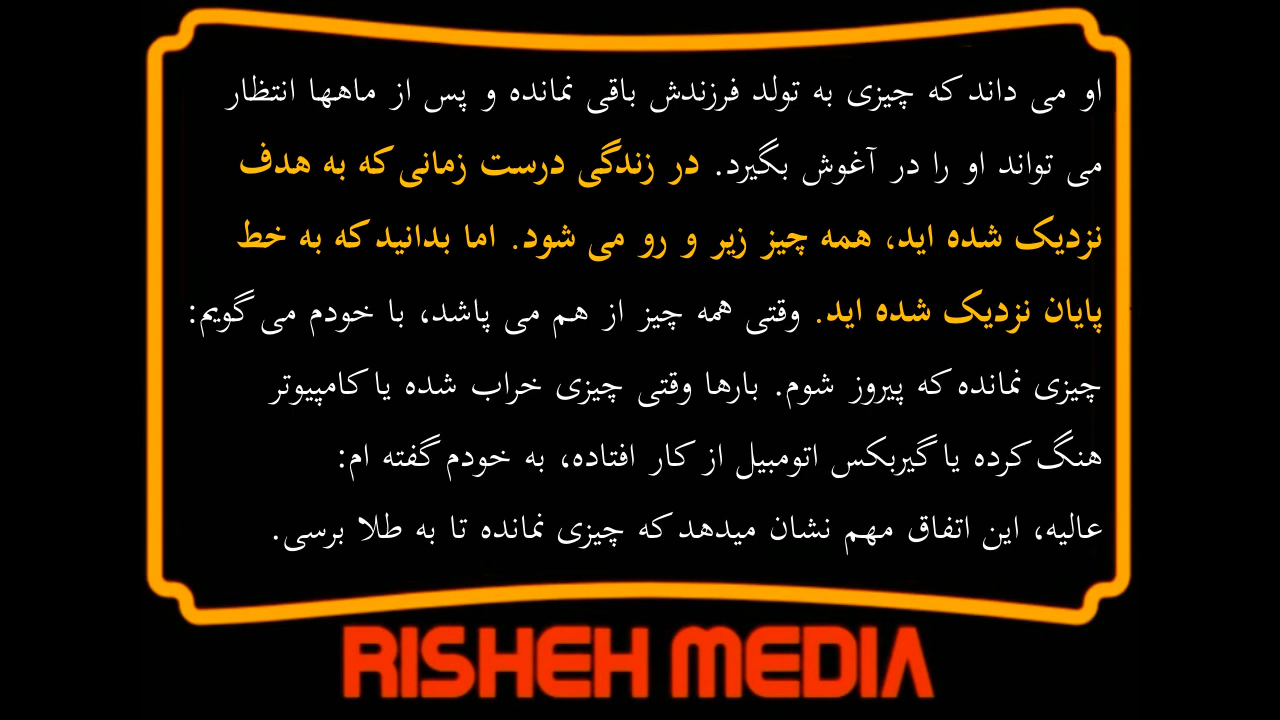 او می داند که چیزی به تولد فرزندش باقی نمانده و پس از ماهها انتظار
می تواند او را در آغوش بگیرد. در زندگی درست زمانی که به هدف
نزدیک شده اید، همه چیز زیر و رو می شود. اما بدانید که به خط
پایان نزدیک شده اید. وقتی همه چیز از هم می پاشد، با خودم می گویم:
چیزی نمانده که پیروز شوم. بارها وقتی چیزی خراب شده یا کامپیوتر
هنگ کرده یا گیربکس اتومبیل از کار افتاده، به خودم گفته ام:
عالیه، این اتفاق مهم نشان میدهد که چیزی نمانده تا به طلا برسی.
RISHEH MEDIA